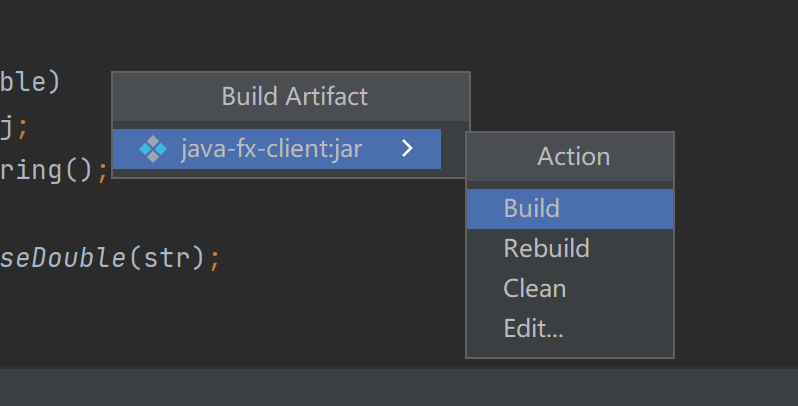 ble)
Build Artifact
j;
java-fx-client:jar
Action
ring();
Build
Rebuild
seDouble(str);
Clean
Edit...